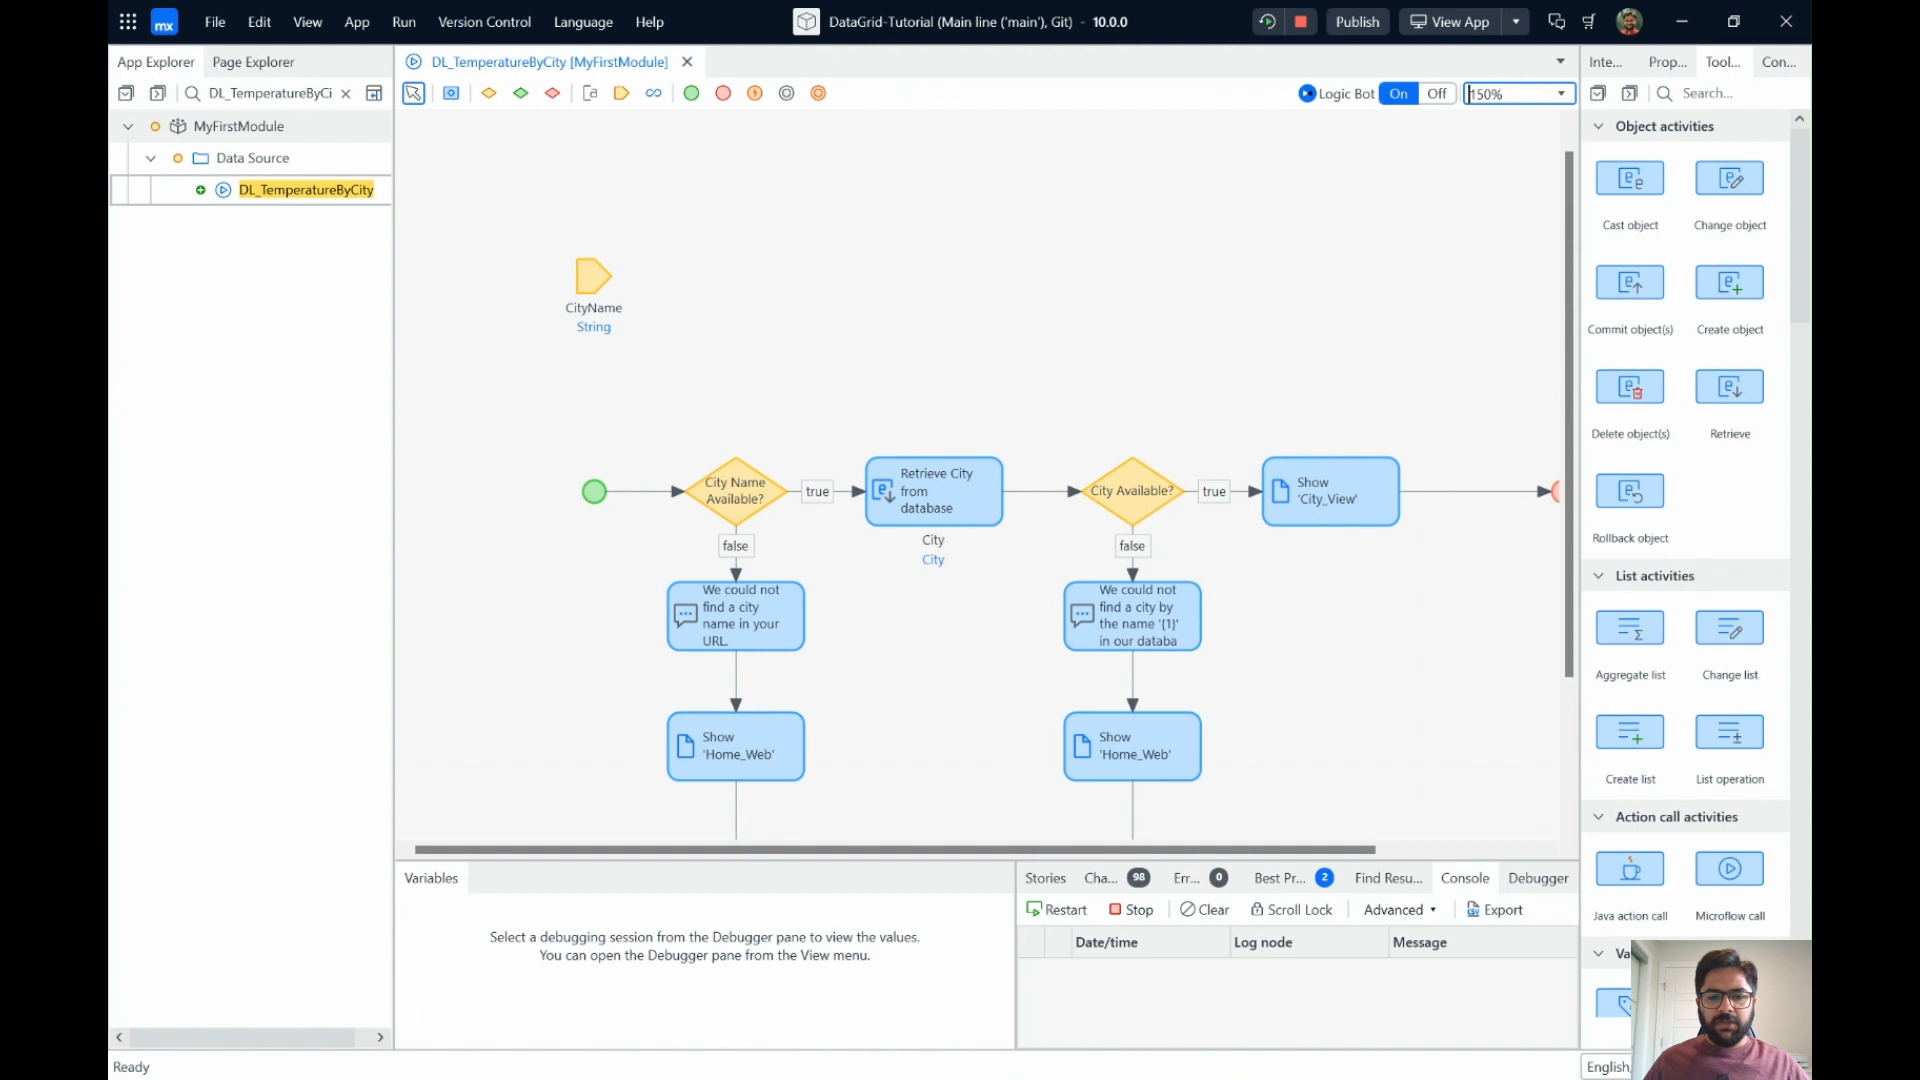 mx
File Edit View App Run Version Control Language Help
DataGrid-Tutorial (Main line ('main'), Git) - 10.0.0
Publish
View App
App Explorer
Page Explorer
DL_TemperatureByCity [MyFirstModule]
Inte...
Prop...
Tool...
Con...
DL_TemperatureByCi
Logic Bot
On
Off
150%
Search...
MyFirstModule
Data Source
DL_TemperatureByCity
CityName
String
City Name
Available?
true
Retrieve City
from
database
City Available?
true
Show
'City_View'
false
City
City
false
We could not
find a city
name in your
URL.
We could not
find a city by
the name '{1}'
in our databa
Show
'Home_Web'
Show
'Home_Web'
Object activities
Cast object
Change object
Commit object(s)
Create object
Delete object(s)
Retrieve
Rollback object
List activities
Aggregate list
Change list
Create list
List operation
Action call activities
Java action call
Microflow call
Va
Variables
Select a debugging session from the Debugger pane to view the values.
You can open the Debugger pane from the View menu.
Stories
Cha... 98
Err... 0
Best Pr... 2
Find Resu...
Console
Debugger
Restart
Stop
Clear
Scroll Lock
Advanced
Export
Date/time
Log node
Message
Ready
English,